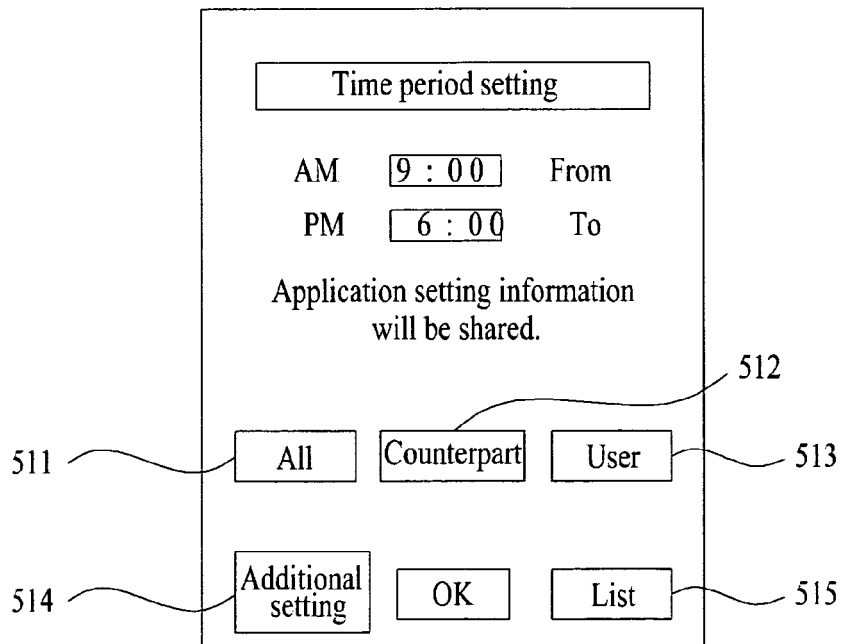 Time period setting
AM 9 : 00 From
PM 6 : 00 To
Application setting information
will be shared.
512
511 All Counterpart User 513
514 Additional
setting OK List 515